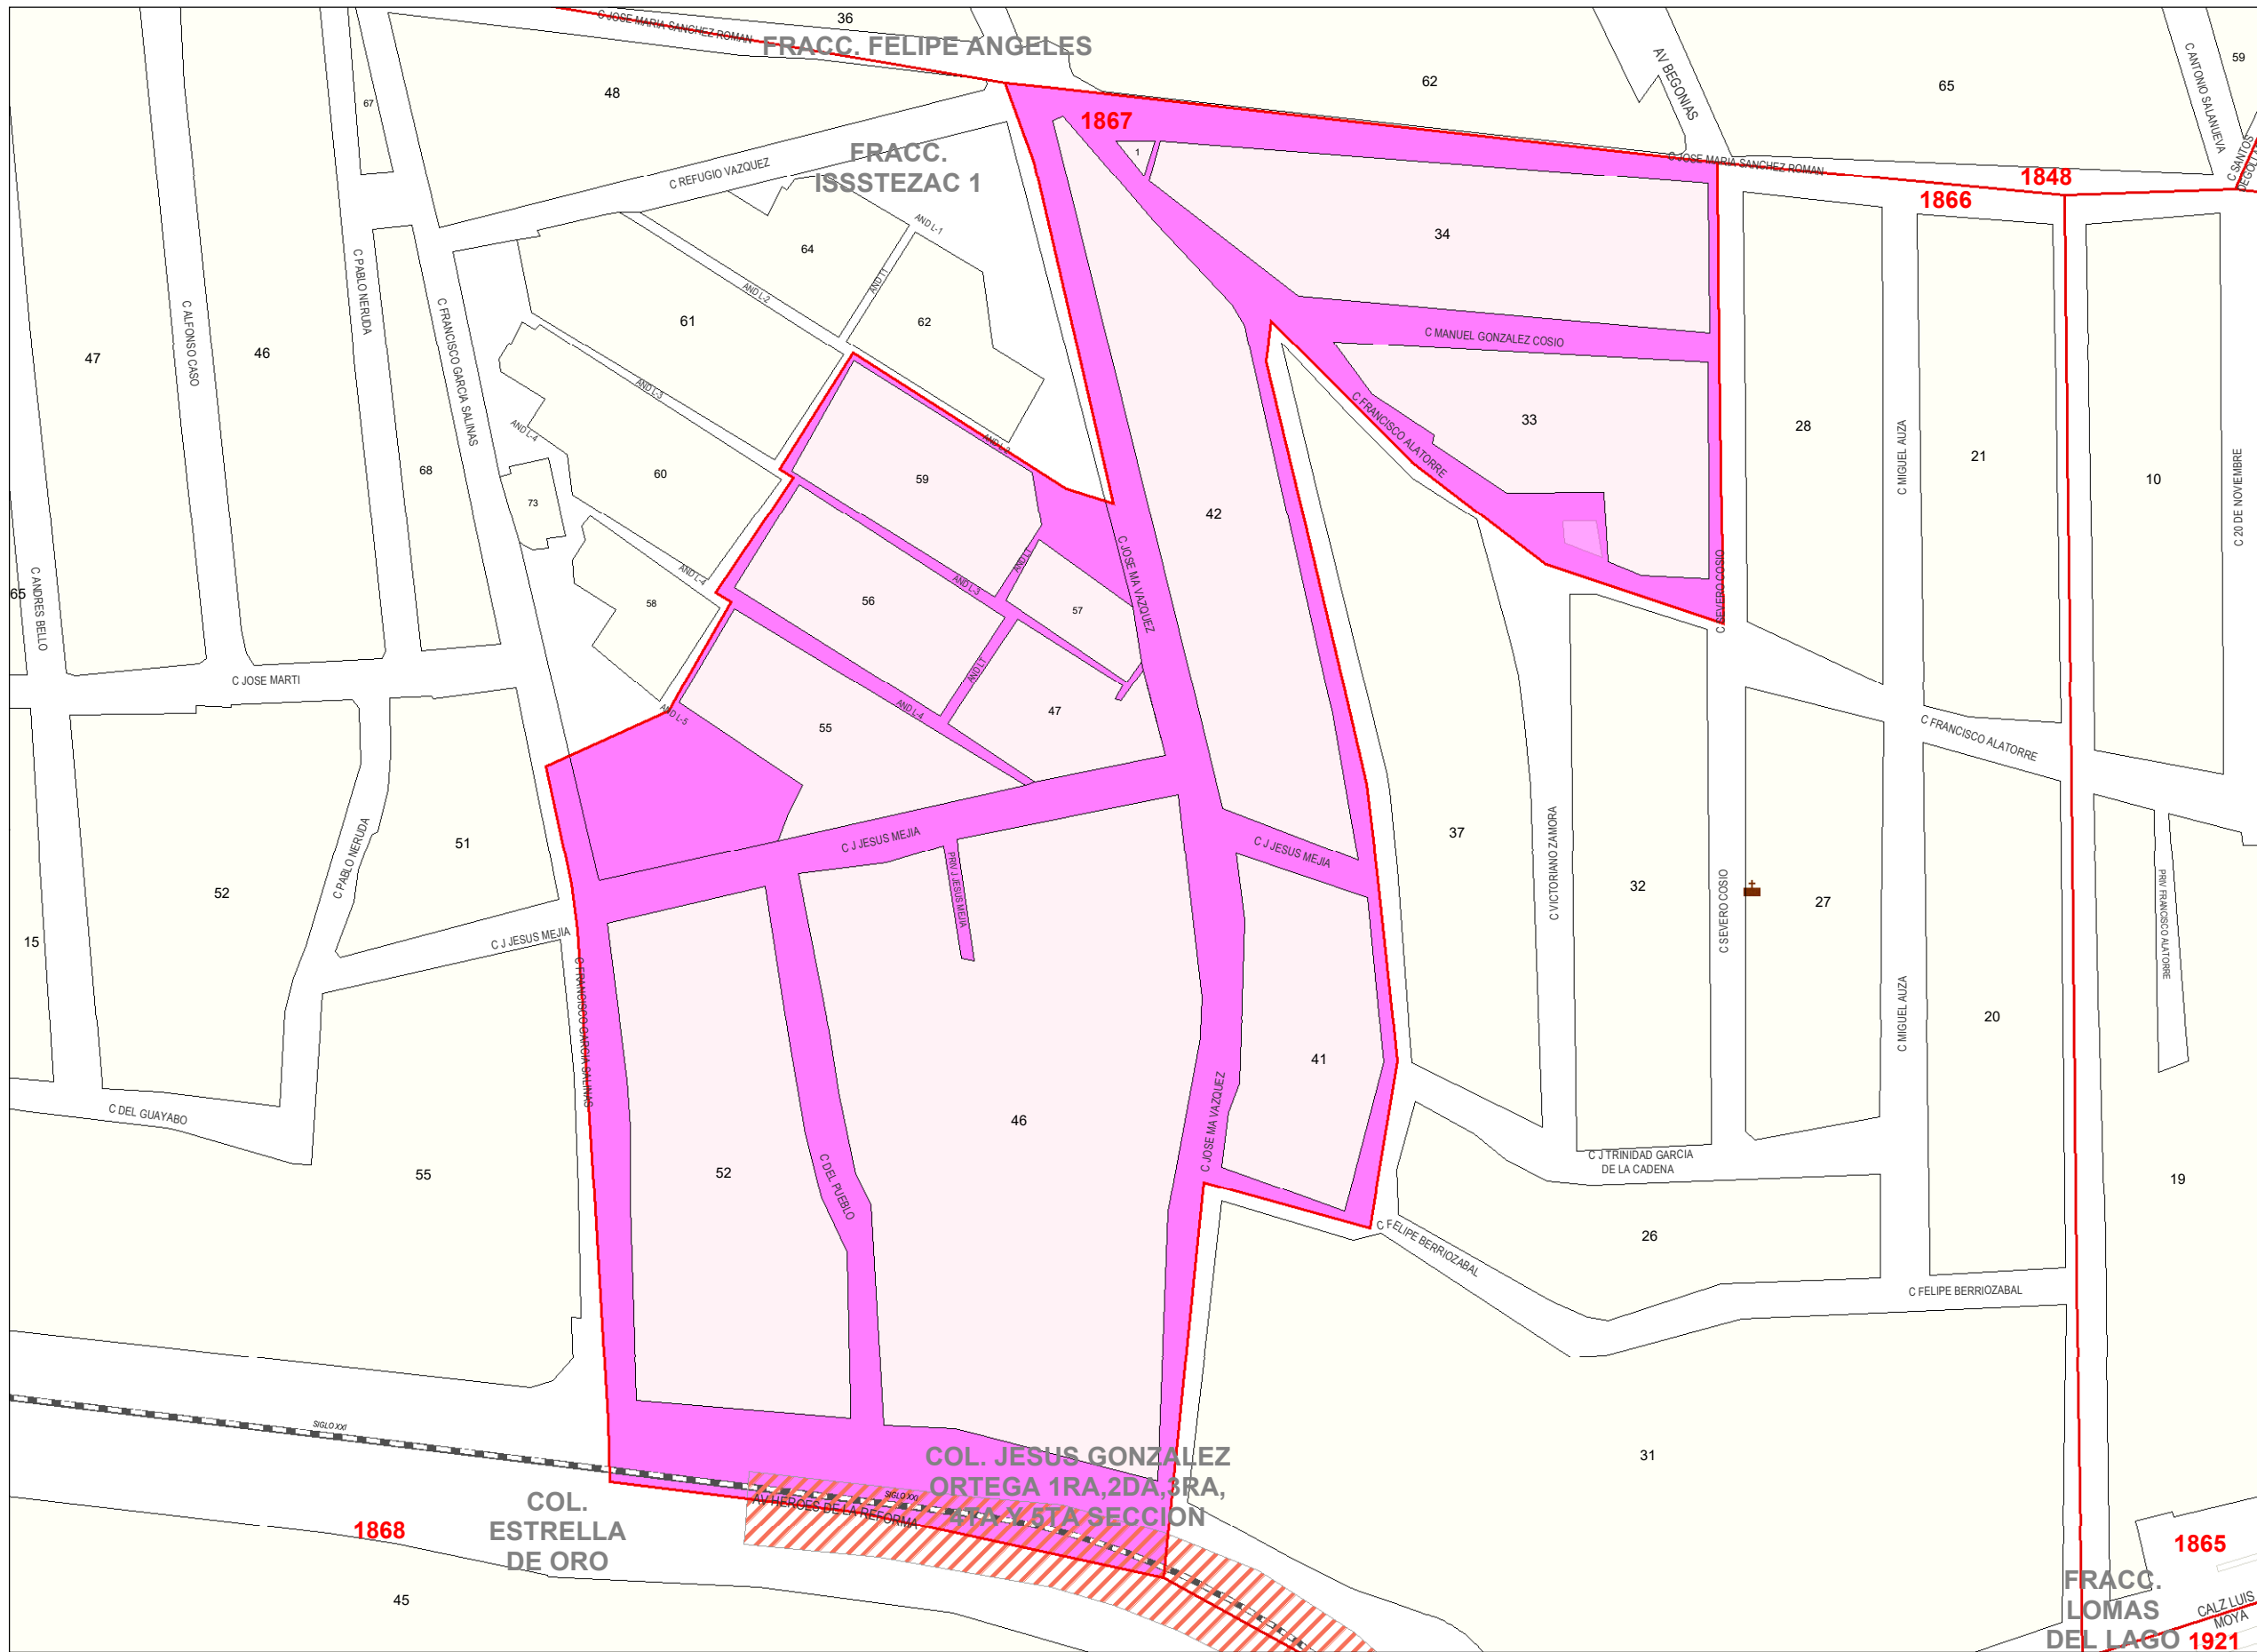 C JOSE MARIA SANCHEZ ROMAN
36
FRACC. FELIPE ANGELES
62
AV BEGONIAS
65
C ANTONIO SALANUEVA
59
C SANTOS
67
48
1867
1
FRACC.
ISSSTEZAC 1
C REFUGIO VAZQUEZ
C JOSE MARIA SANCHEZ ROMAN
1848
1866
34
64
AND L-1
AND L-2
61
62
47
C ALFONSO CASO
46
C PABLO NERUDA
C FRANCISCO GARCIA SALINAS
C MANUEL GONZALEZ COSIO
AND L-3
C FRANCISCO ALATORRE
33
28
C MIGUEL AUZA
21
10
C 20 DE NOVIEMBRE
AND L-4
68
60
73
59
AND L-2
42
C JOSE MA VAZQUEZ
C ANDRES BELLO
65
58
AND L-4
56
AND L-3
57
C SEVERO COSIO
C JOSE MARTI
AND L-5
55
AND L-4
47
C FRANCISCO ALATORRE
52
C PABLO NERUDA
51
C J JESUS MEJIA
PRIV J JESUS MEJIA
C J JESUS MEJIA
37
C VICTORIANO ZAMORA
32
C SEVERO COSIO
27
PRIV FRANCISCO ALATORRE
15
C J JESUS MEJIA
C FRANCISCO GARCIA SALINAS
C MIGUEL AUZA
20
41
C DEL GUAYABO
46
C JOSE MA VAZQUEZ
55
52
C DEL PUEBLO
C J TRINIDAD GARCIA
DE LA CADENA
19
C FELIPE BERRIOZABAL
26
C FELIPE BERRIOZABAL
SIGLO XXI
31
COL. JESUS GONZALEZ
ORTEGA 1RA,2DA,3RA,
4TA Y 5TA SECCION
SIGLO XXI
AV HEROES DE LA REFORMA
COL.
ESTRELLA
DE ORO
1868
45
1865
FRACC.
LOMAS
DEL LAGO
CALZ LUIS
MOYA
1921